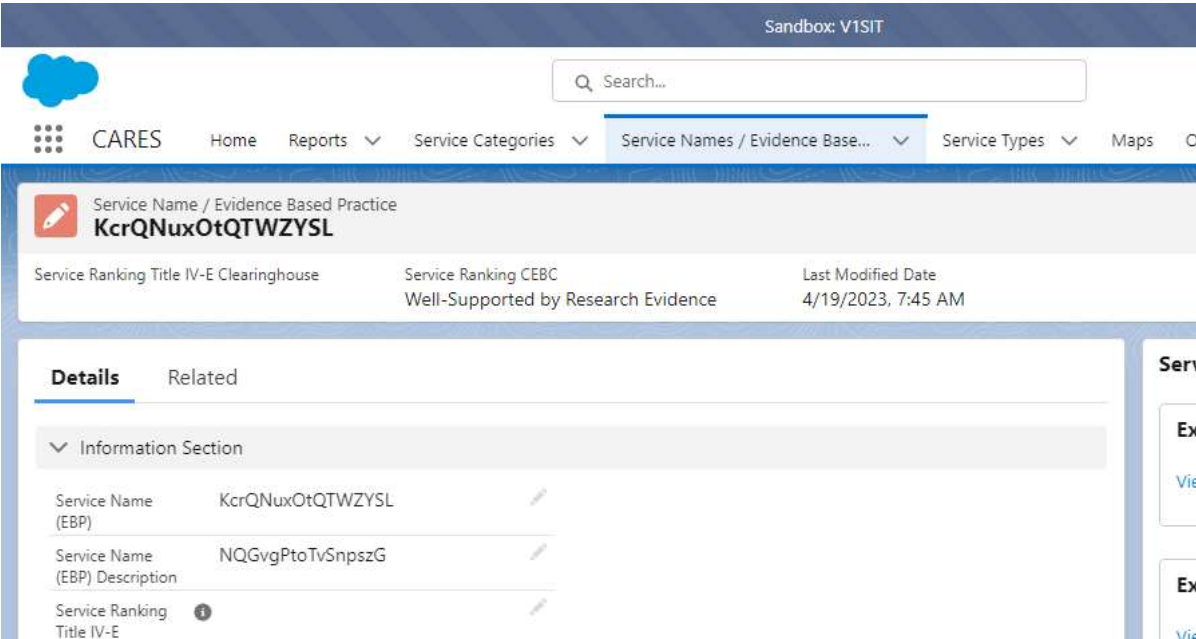 Sandbox: V1SIT
Search...
CARES Home Reports Service Categories Service Names / Evidence Base... Service Types Maps
Service Name / Evidence Based Practice
KcrQNuxOtQTWZYSL
Service Ranking Title IV-E Clearinghouse Service Ranking CEBC Last Modified Date
Well-Supported by Research Evidence 4/19/2023, 7:45 AM
Details Related
Information Section
Service Name KcrQNuxOtQTWZYSL
(EBP)
Service Name NQGvgPtoTvSnpszG
(EBP) Description
Service Ranking
Title IV-E